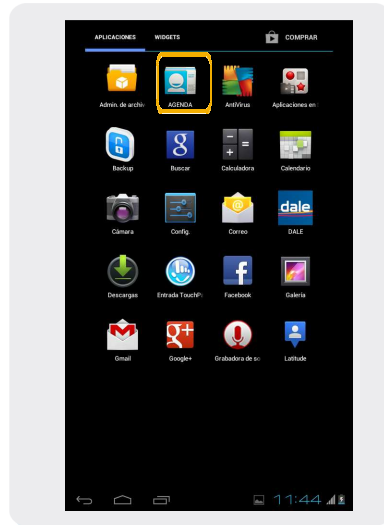 APLICACIONES WIDGETS COMPRAR
Admin. de archiv AGENDA AntiVirus Aplicaciones en
Backup Buscar Calculadora Calendario
Cámara Config. Correo DALE
Descargas Entrada TouchP Facebook Galería
Gmail Google+ Grabadora de so Latitude
11:44